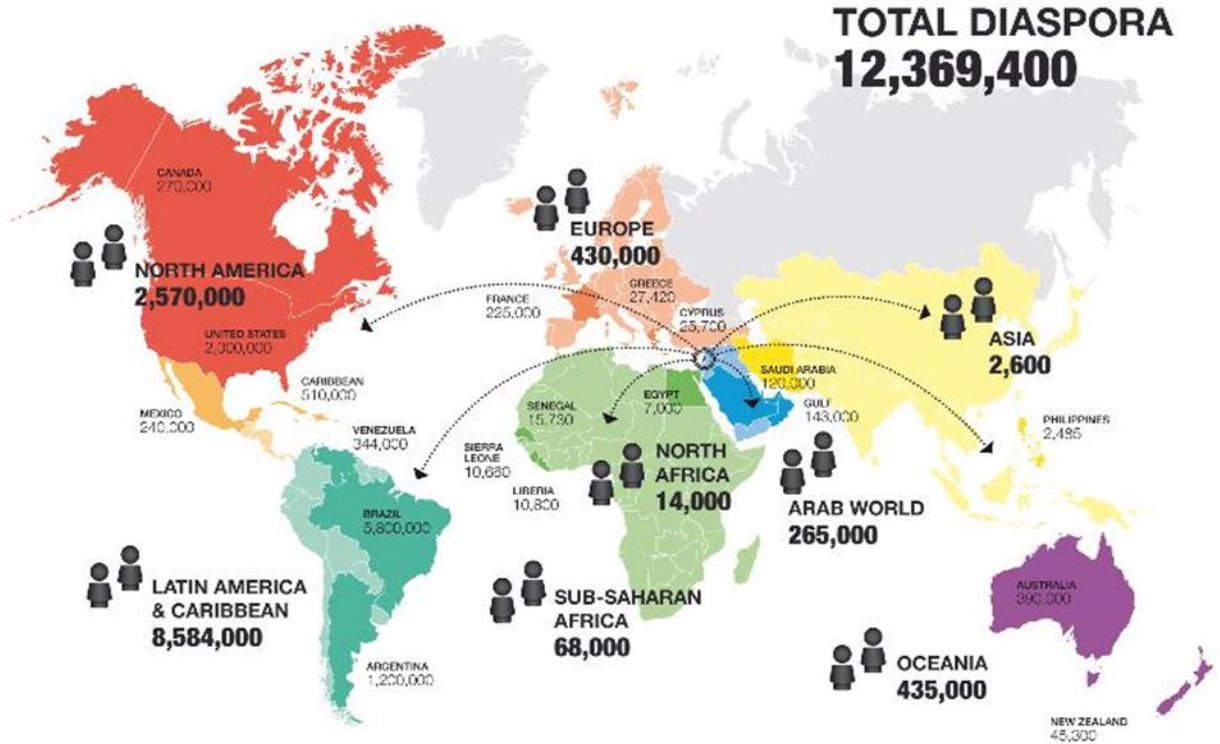 TOTAL DIASPORA
12,369,400
CANADA
270,000
NORTH AMERICA
2,570,000
UNITED STATES
2,300,000
EUROPE
430,000
GREECE
27,420
FRANCE
225,000
CYPRUS
25,700
ASIA
2,600
SAUDI ARABIA
120,000
CARIBBEAN
510,000
MEXICO
240,000
EGYPT
7,000
SENEGAL
15,730
GULF
143,000
PHILIPPINES
2,485
VENEZUELA
344,000
SIERRA
LEONE
10,660
LIBERIA
10,800
NORTH
AFRICA
14,000
ARAB WORLD
265,000
BRAZIL
5,800,000
LATIN AMERICA
& CARIBBEAN
8,584,000
SUB-SAHARAN
AFRICA
68,000
AUSTRALIA
390,000
ARGENTINA
1,200,000
OCEANIA
435,000
NEW ZEALAND
45,300